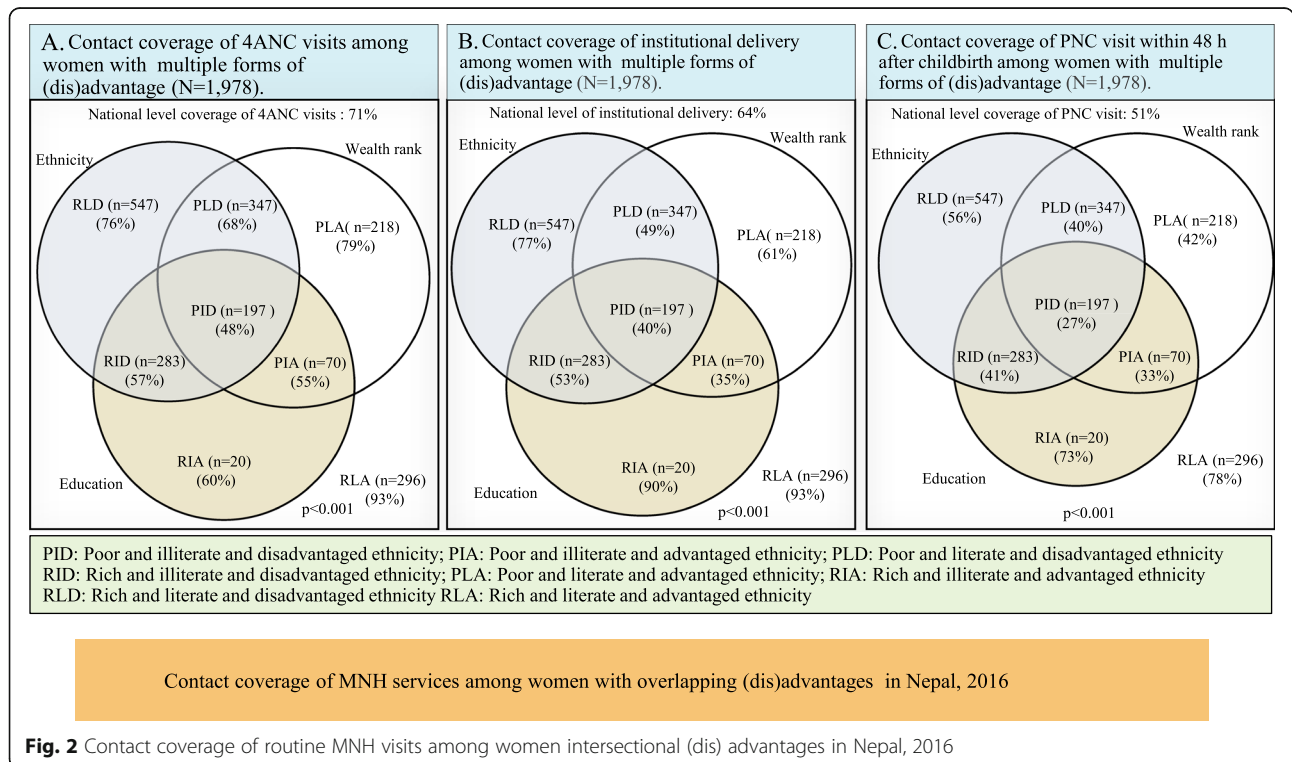 A. Contact coverage of 4ANC visits among
women with multiple forms of
(dis)advantage (N=1,978).
National level coverage of 4ANC visits : 71%
Ethnicity
Wealth rank
RLD (n=547)
(76%)
PLD (n=347)
(68%)
PLA( n=218)
(79%)
PID (n=197 )
(48%)
RID (n=283)
(57%)
PIA (n=70)
(55%)
RIA (n=20)
(60%)
Education
RLA (n=296)
(93%)
p<0.001
B. Contact coverage of institutional delivery
among women with multiple forms of
(dis)advantage (N=1,978).
National level of institutional delivery: 64%
Ethnicity
Wealth rank
RLD (n=547)
(77%)
PLD (n=347)
(49%)
PLA( n=218)
(61%)
PID (n=197 )
(40%)
RID (n=283)
(53%)
PIA (n=70)
(35%)
RIA (n=20)
(90%)
Education
RLA (n=296)
(93%)
p<0.001
C. Contact coverage of PNC visit within 48 h
after childbirth among women with multiple
forms of (dis)advantage (N=1,978).
National level coverage of PNC visit: 51%
Wealth rank
Ethnicity
RLD (n=547)
(56%)
PLD (n=347)
(40%)
PLA( n=218)
(42%)
PID (n=197)
(27%)
RID (n=283)
(41%)
PIA (n=70)
(33%)
RIA (n=20)
(73%)
Education
RLA (n=296)
(78%)
p<0.001
PID: Poor and illiterate and disadvantaged ethnicity; PIA: Poor and illiterate and advantaged ethnicity; PLD: Poor and literate and disadvantaged ethnicity
RID: Rich and illiterate and disadvantaged ethnicity; PLA: Poor and literate and advantaged ethnicity; RIA: Rich and illiterate and advantaged ethnicity
RLD: Rich and literate and disadvantaged ethnicity RLA: Rich and literate and advantaged ethnicity
Contact coverage of MNH services among women with overlapping (dis)advantages in Nepal, 2016
Fig. 2 Contact coverage of routine MNH visits among women intersectional (dis) advantages in Nepal, 2016